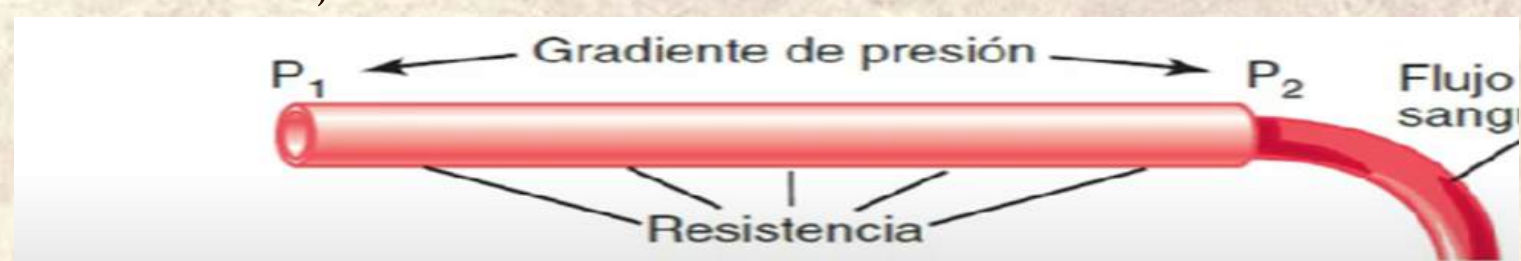 Gradiente de presión
P₁
P₂
Flujo
Resistencia